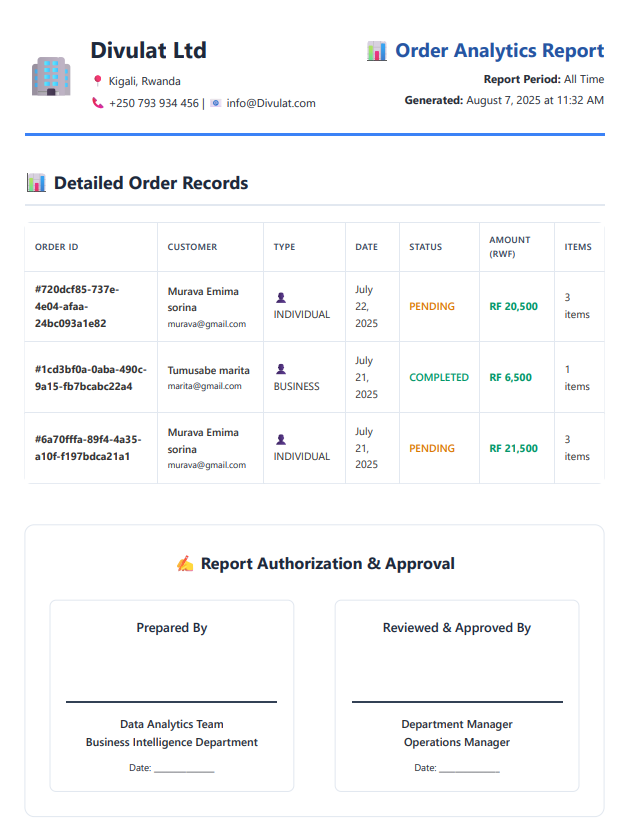 Divulat Ltd
📍 Kigali, Rwanda
📞 +250 793 934 456 | 📧 info@Divulat.com
📊 Order Analytics Report
Report Period: All Time
Generated: August 7, 2025 at 11:32 AM
📊 Detailed Order Records
ORDER ID CUSTOMER TYPE DATE STATUS AMOUNT (RWF) ITEMS
#720dcf85-737e-
4e04-afaa-
24bc093a1e82
Murava Emima
sorina
murava@gmail.com
👤
INDIVIDUAL
July
22,
2025
PENDING
RF 20,500
3
items
#1cd3bf0a-0aba-490c-
9a15-fb7bcabc22a4
Tumusabe marita
marita@gmail.com
👤
BUSINESS
July
21,
2025
COMPLETED
RF 6,500
1
items
#6a70fffa-89f4-4a35-
a10f-f197bdca21a1
Murava Emima
sorina
murava@gmail.com
👤
INDIVIDUAL
July
21,
2025
PENDING
RF 21,500
3
items
✍️ Report Authorization & Approval
Prepared By
Data Analytics Team
Business Intelligence Department
Date: ____________
Reviewed & Approved By
Department Manager
Operations Manager
Date: ____________